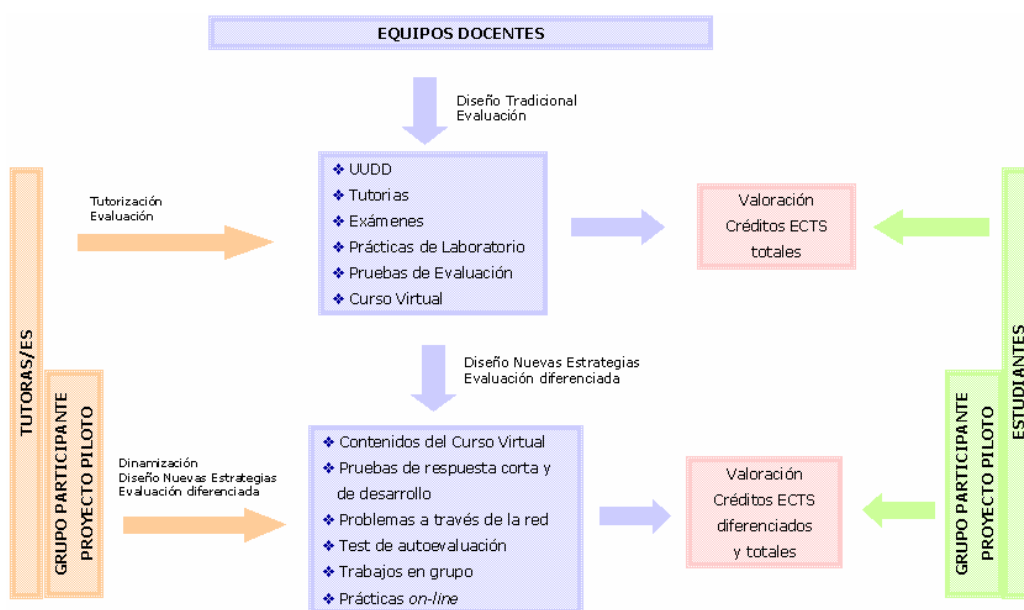 EQUIPOS DOCENTES
Diseño Tradicional
Evaluación
Tutorización
Evaluación
❖ UUDD
❖ Tutorias
❖ Exámenes
❖ Prácticas de Laboratorio
❖ Pruebas de Evaluación
❖ Curso Virtual
Valoración
Créditos ECTS
totales
TUTORAS/ES
GRUPO PARTICIPANTE
PROYECTO PILOTO
Diseño Nuevas Estrategias
Evaluación diferenciada
Dinamización
Diseño Nuevas Estrategias
Evaluación diferenciada
❖ Contenidos del Curso Virtual
❖ Pruebas de respuesta corta y
de desarrollo
❖ Problemas a través de la red
❖ Test de autoevaluación
❖ Trabajos en grupo
❖ Prácticas on-line
Valoración
Créditos ECTS
diferenciados
y totales
GRUPO PARTICIPANTE
PROYECTO PILOTO
ESTUDIANTES